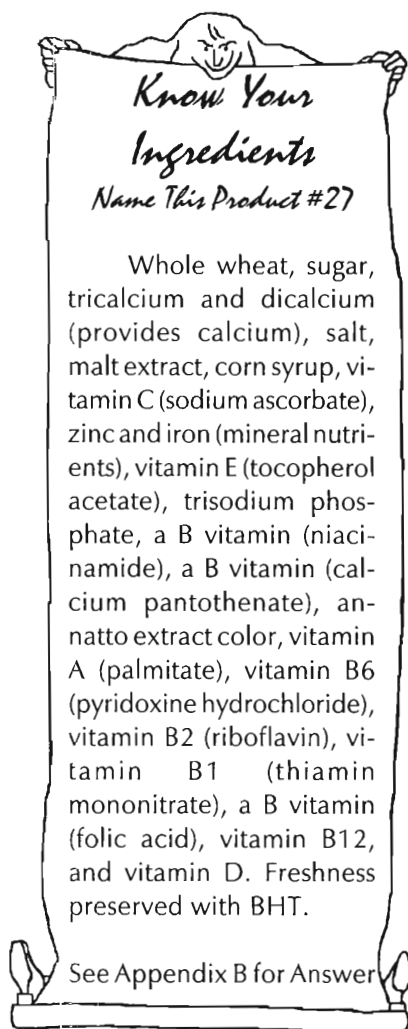 Know Your
Ingredients
Name This Product #27
Whole wheat, sugar,
tricalcium and dicalcium
(provides calcium), salt,
malt extract, corn syrup, vi-
tamin C (sodium ascorbate),
zinc and iron (mineral nutri-
ents), vitamin E (tocopherol
acetate), trisodium phos-
phate, a B vitamin (niaci-
namide), a B vitamin (cal-
cium pantothenate), an-
natto extract color, vitamin
A (palmitate), vitamin B6
(pyridoxine hydrochloride),
vitamin B2 (riboflavin), vi-
tamin B1 (thiamin
mononitrate), a B vitamin
(folic acid), vitamin B12,
and vitamin D. Freshness
preserved with BHT.
See Appendix B for Answer